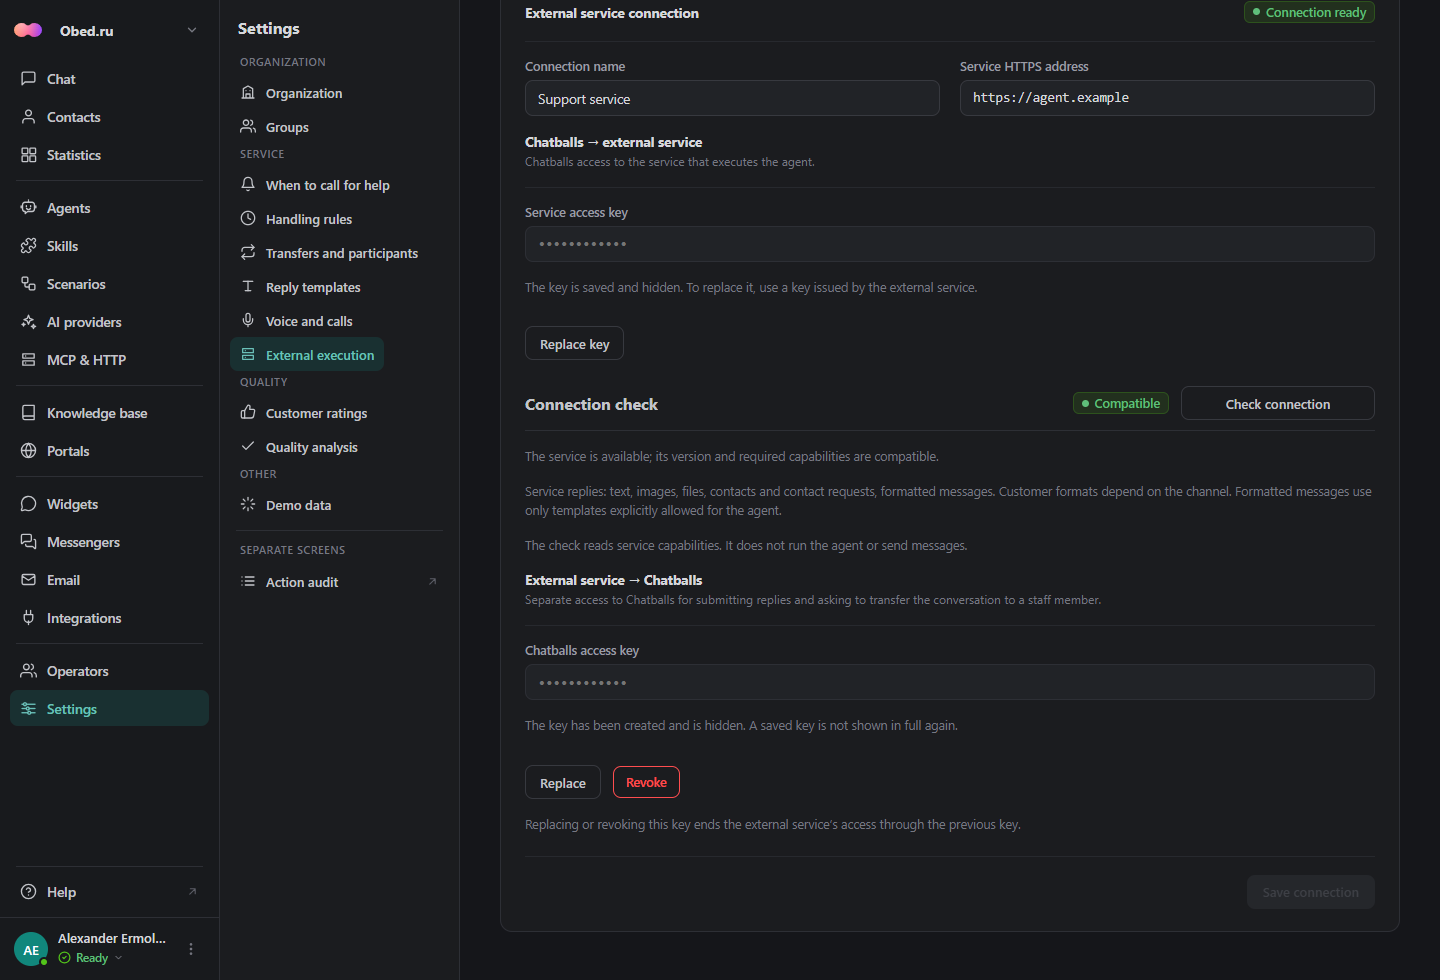 Obed.ru
Chat
Contacts
Statistics
Agents
Skills
Scenarios
AI providers
MCP & HTTP
Knowledge base
Portals
Widgets
Messengers
Email
Integrations
Operators
Settings
Help
AE
Alexander Ermol...
Ready
Settings
ORGANIZATION
Organization
Groups
SERVICE
When to call for help
Handling rules
Transfers and participants
Reply templates
Voice and calls
External execution
QUALITY
Customer ratings
Quality analysis
OTHER
Demo data
SEPARATE SCREENS
Action audit
External service connection
Connection ready
Connection name
Service HTTPS address
Support service
https://agent.example
Chatballs → external service
Chatballs access to the service that executes the agent.
Service access key
••••••••••••
The key is saved and hidden. To replace it, use a key issued by the external service.
Replace key
Connection check
Compatible
Check connection
The service is available; its version and required capabilities are compatible.
Service replies: text, images, files, contacts and contact requests, formatted messages. Customer formats depend on the channel. Formatted messages use
only templates explicitly allowed for the agent.
The check reads service capabilities. It does not run the agent or send messages.
External service → Chatballs
Separate access to Chatballs for submitting replies and asking to transfer the conversation to a staff member.
Chatballs access key
••••••••••••
The key has been created and is hidden. A saved key is not shown in full again.
Replace
Revoke
Replacing or revoking this key ends the external service's access through the previous key.
Save connection